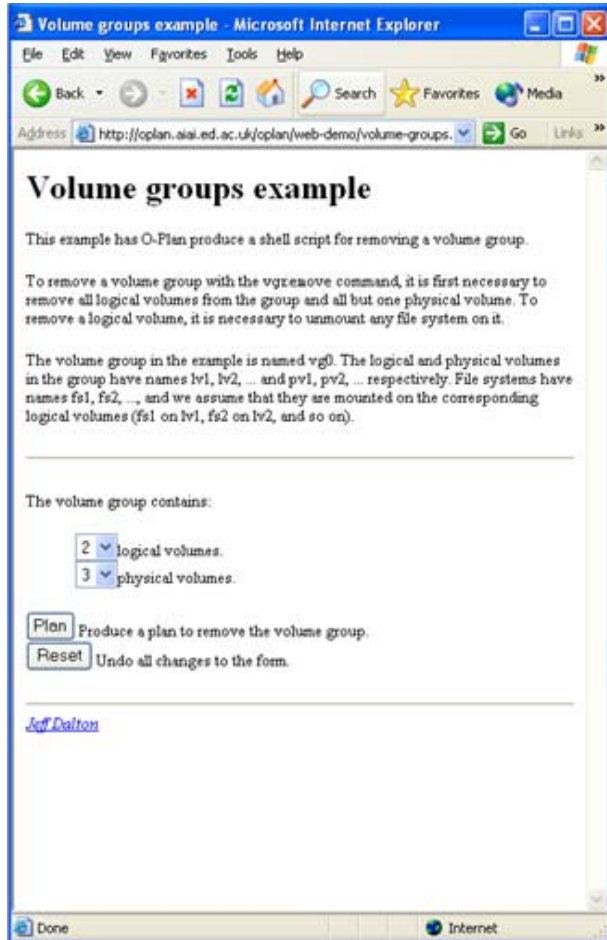 Volume groups example - Microsoft Internet Explorer
File Edit View Favorites Tools Help
Back Search Favorites Media »
Address http://oplan.aiai.ed.ac.uk/oplan/web-demo/volume-groups. Go Links »
Volume groups example
This example has O-Plan produce a shell script for removing a volume group.
To remove a volume group with the vgremove command, it is first necessary to
remove all logical volumes from the group and all but one physical volume. To
remove a logical volume, it is necessary to unmount any file system on it.
The volume group in the example is named vg0. The logical and physical volumes
in the group have names lv1, lv2, ... and pv1, pv2, ... respectively. File systems have
names fs1, fs2, ..., and we assume that they are mounted on the corresponding
logical volumes (fs1 on lv1, fs2 on lv2, and so on).
The volume group contains:
2 logical volumes.
3 physical volumes.
Plan Produce a plan to remove the volume group.
Reset Undo all changes to the form.
Jeff Dalton
Done Internet